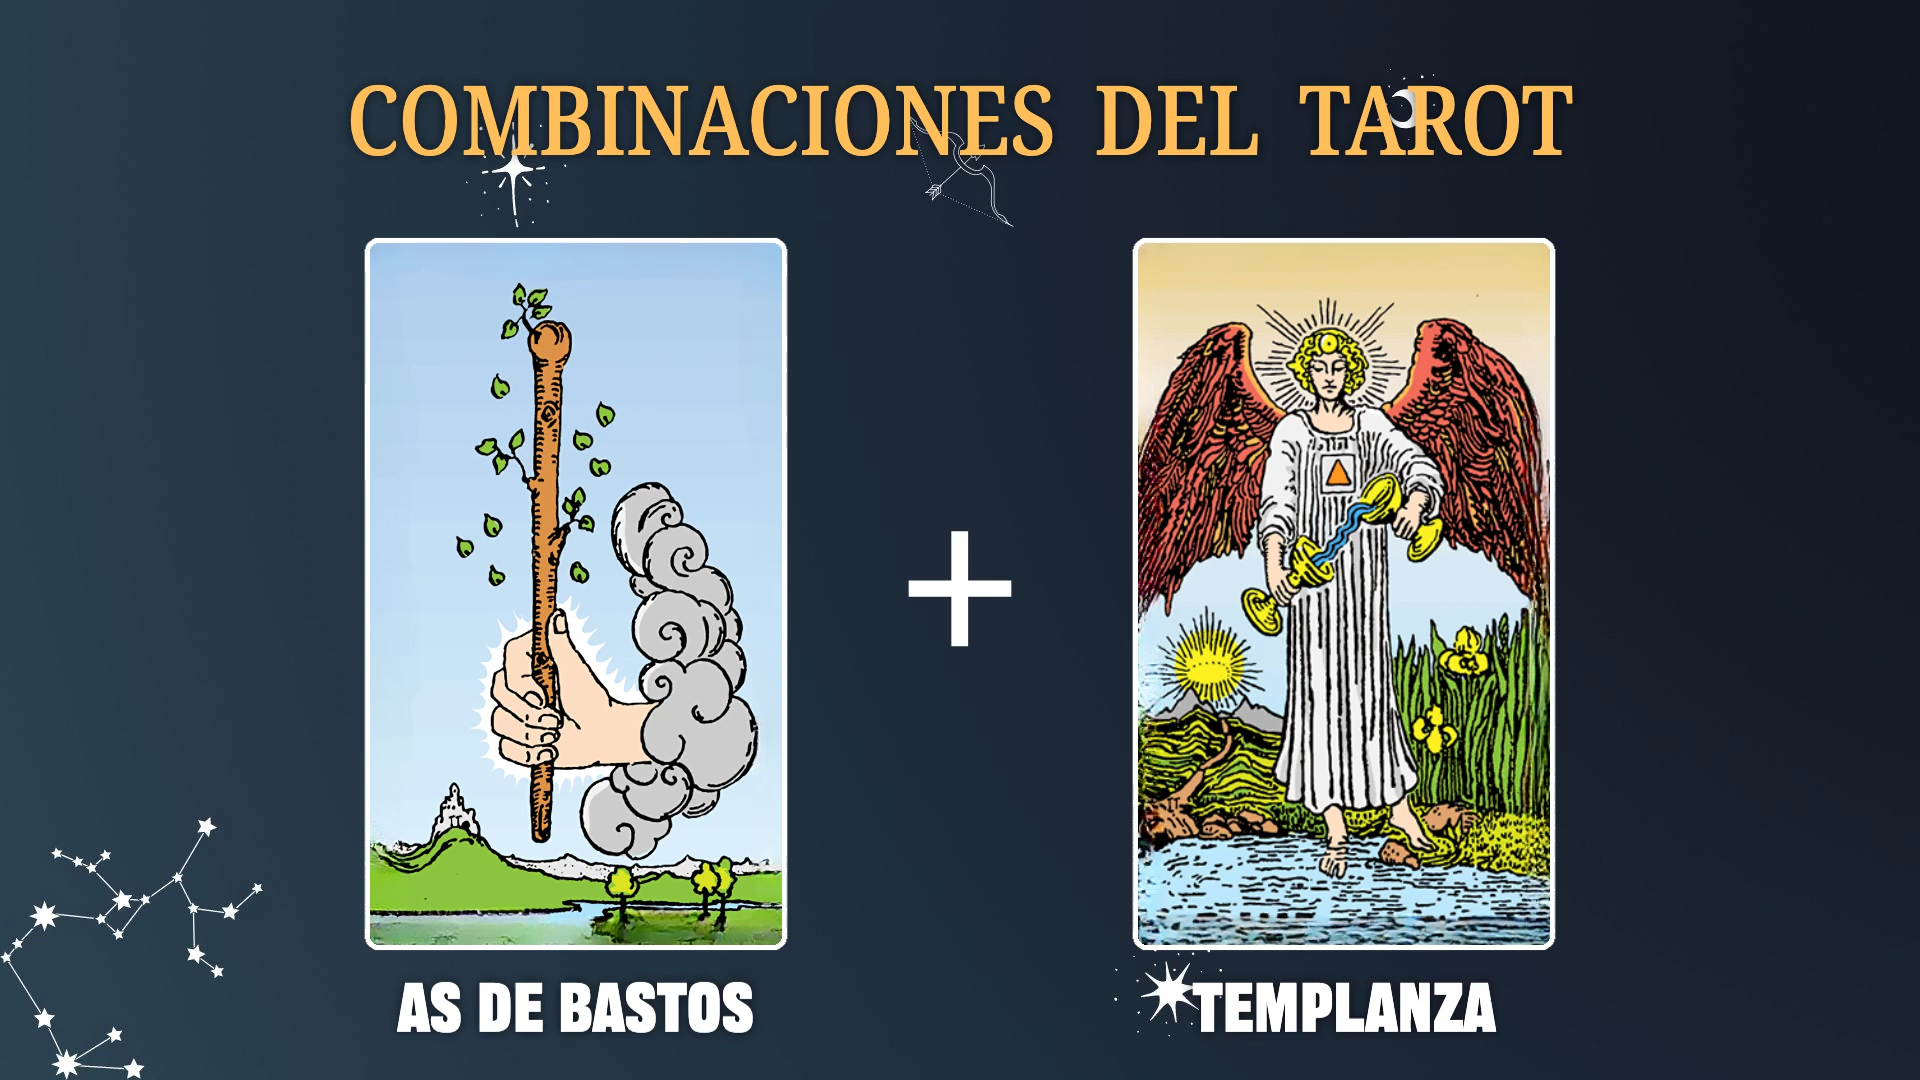 COMBINACIONES DEL TAROT
+
AS DE BASTOS
TEMPLANZA